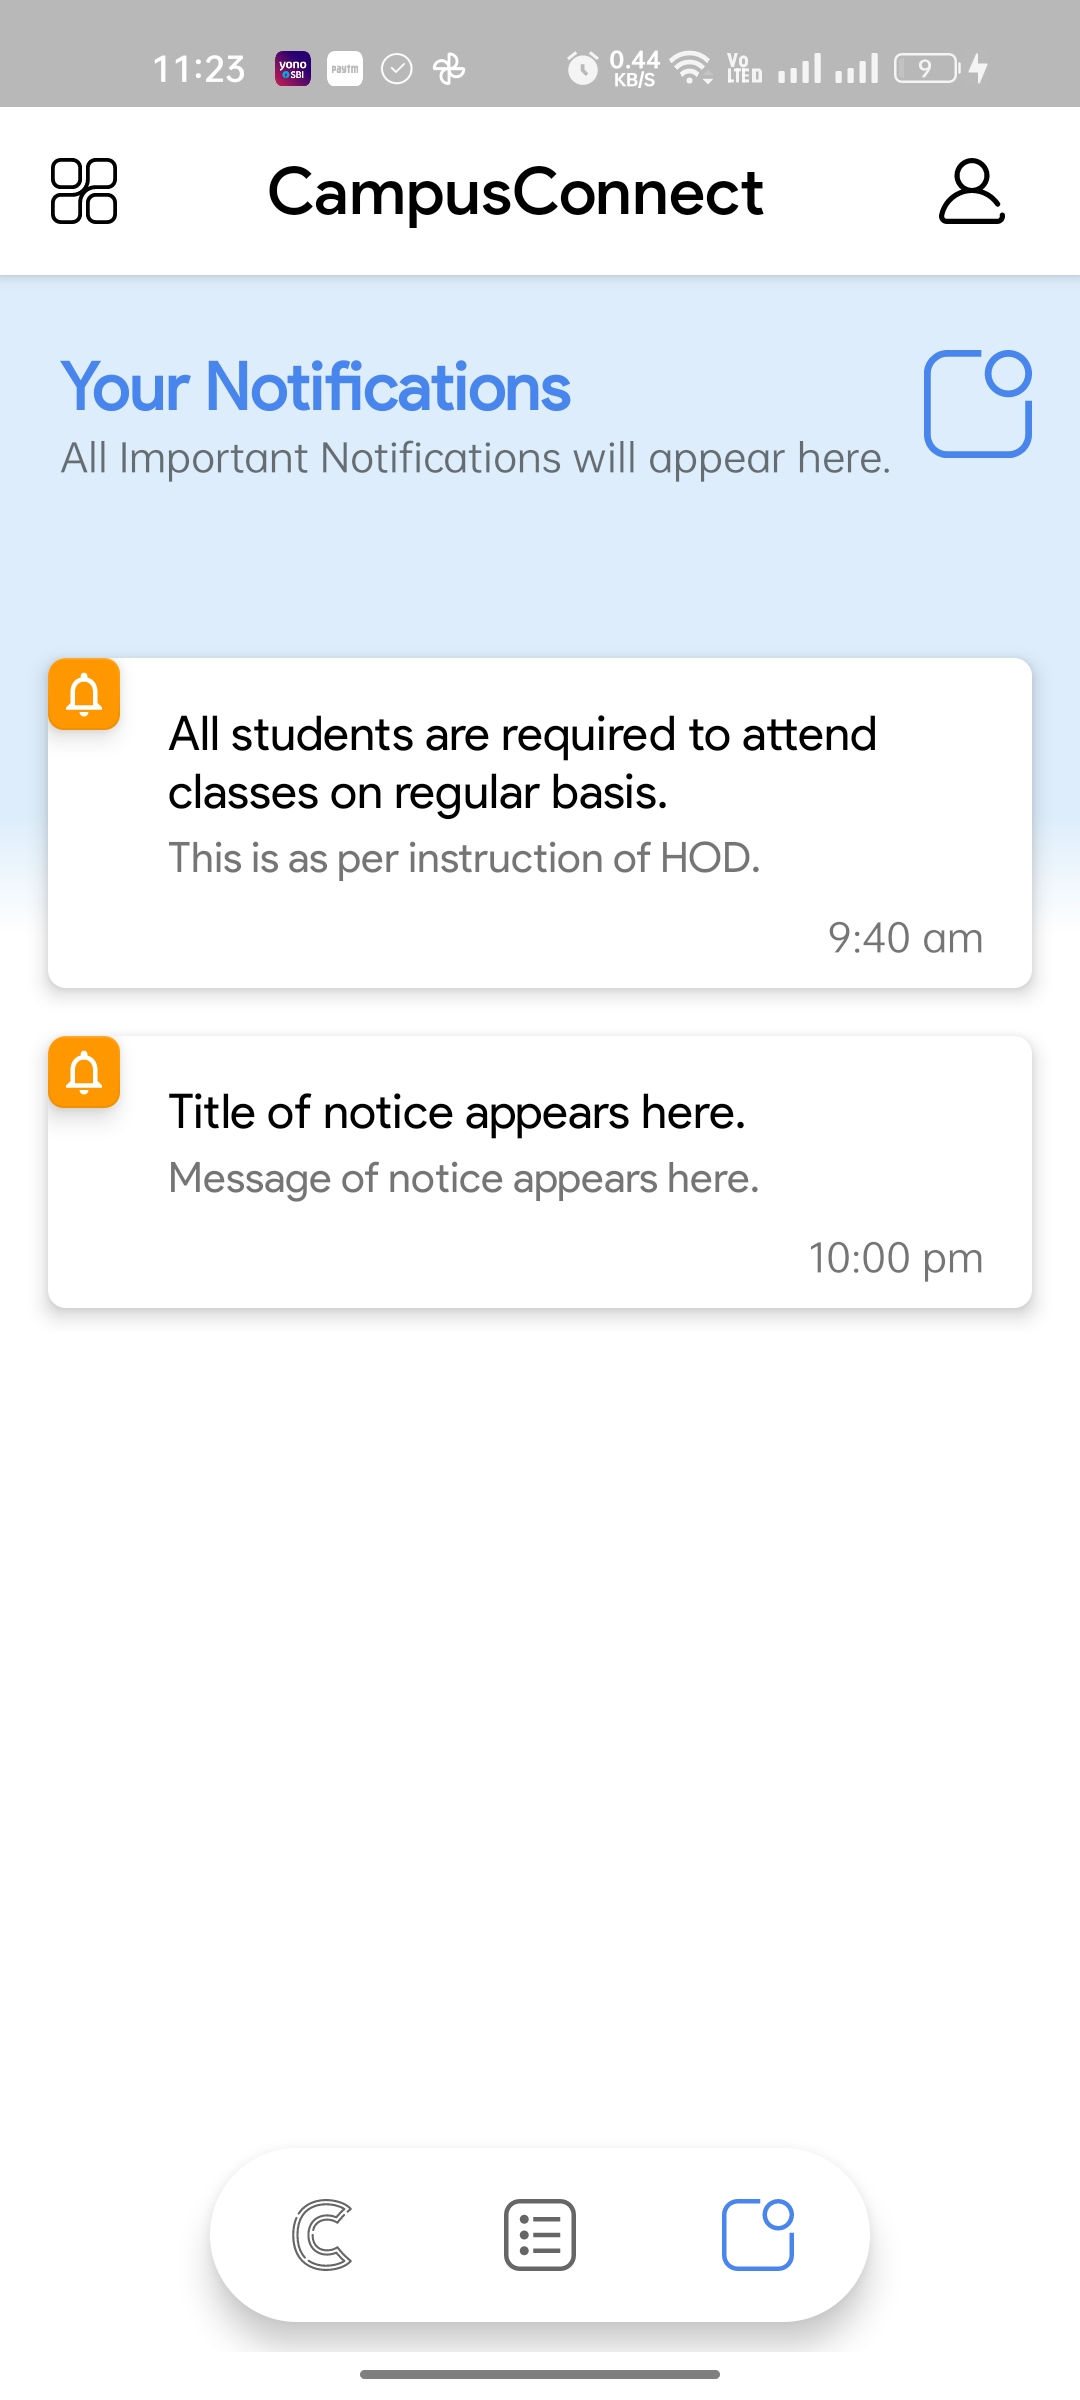 11:23 yono SBI paytm 0.44 KB/S Vo LTE D 9
CampusConnect
Your Notifications
All Important Notifications will appear here.
All students are required to attend
classes on regular basis.
This is as per instruction of HOD.
9:40 am
Title of notice appears here.
Message of notice appears here.
10:00 pm